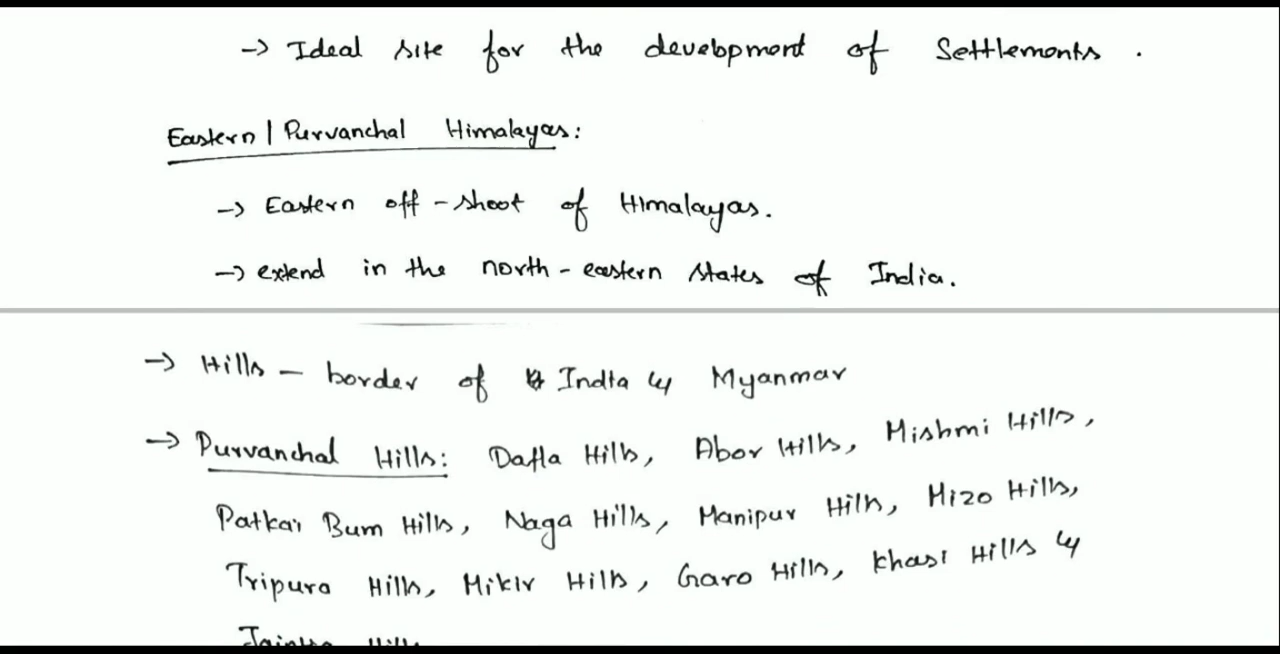 -> Ideal site for the development of Settlements .
Eastern | Purvanchal Himalayas:
-> Eastern off-shoot of Himalayas.
-> extend in the north-eastern states of India.
-> Hills - border of India & Myanmar
-> Purvanchal Hills: Dafla Hills, Abor Hills, Mishmi Hills,
Patkai Bum Hills, Naga Hills, Manipur Hills, Mizo Hills,
Tripura Hills, Mikir Hills, Garo Hills, Khasi Hills &